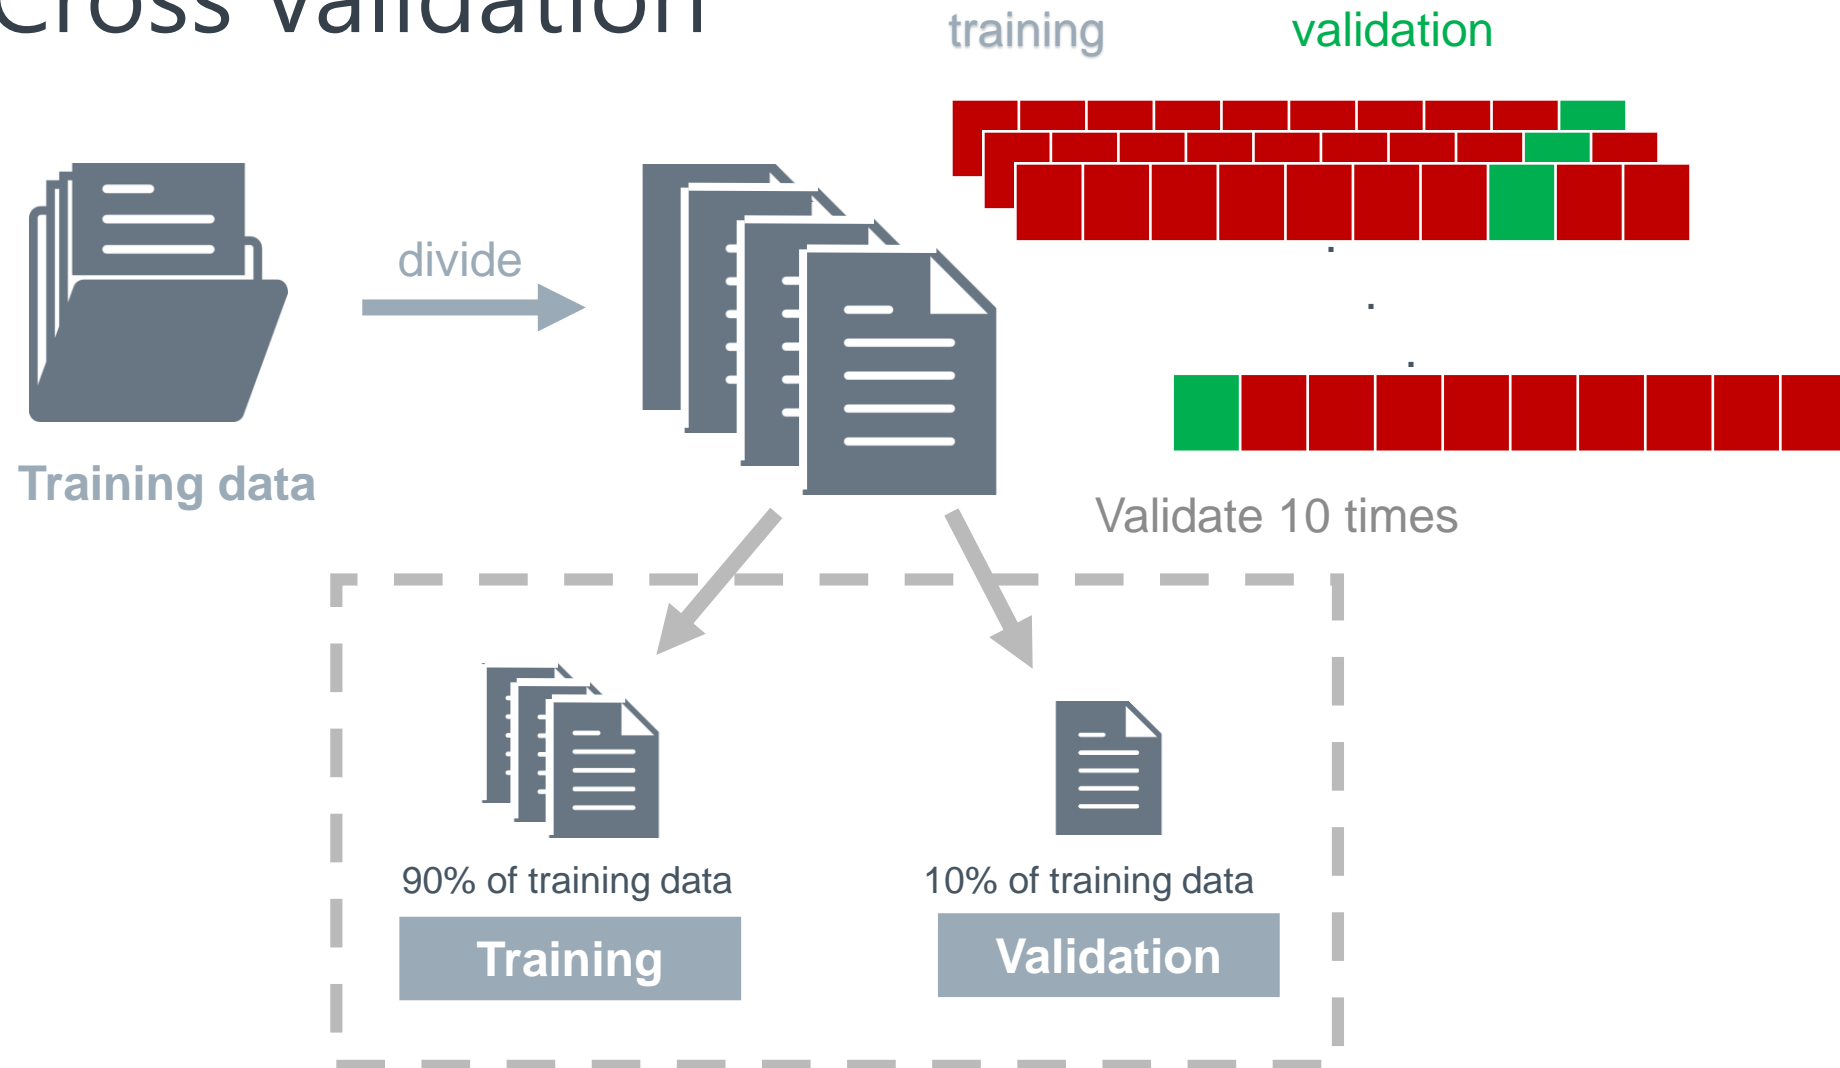 Cross Validation
training
validation
divide
Training data
Validate 10 times
90% of training data
10% of training data
Training
Validation